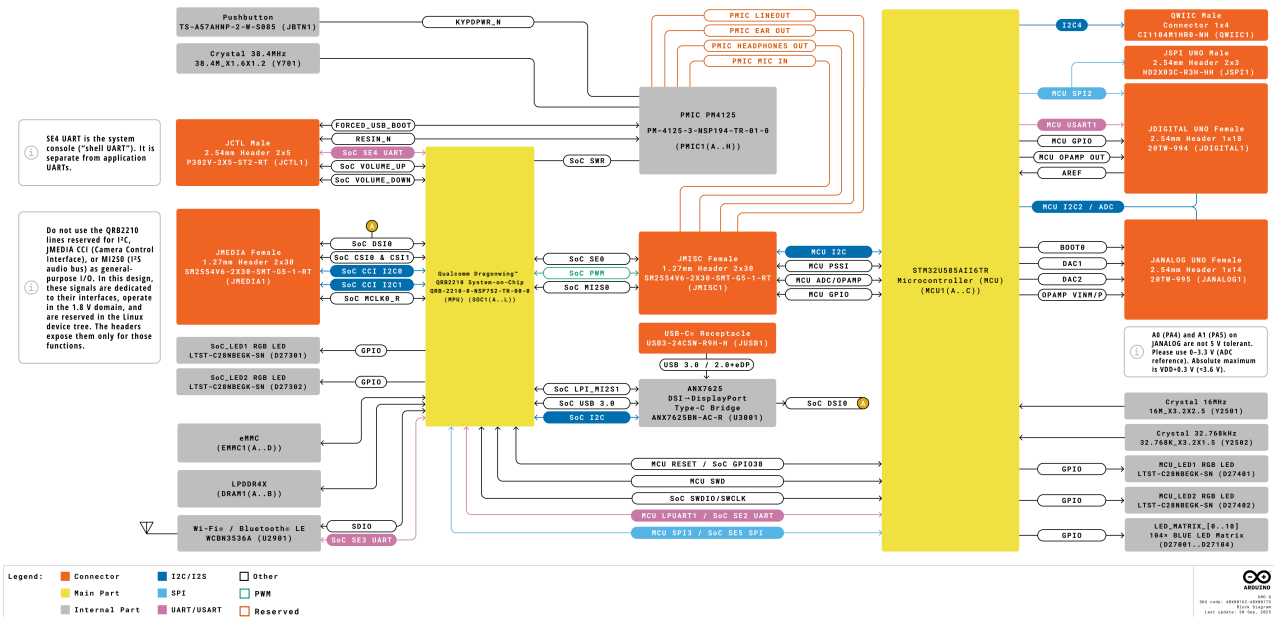 Pushbutton
TS-A57AHNP-2-W-S085 (JBTN1)
KYPDPWR_N
Crystal 38.4MHz
38.4M_X1.6X1.2 (Y701)
PMIC LINEOUT
PMIC EAR OUT
PMIC HEADPHONES OUT
PMIC MIC IN
PMIC PM4125
PM-4125-3-NSP194-TR-01-0
(PMIC1(A..H))
SE4 UART is the system
console ("shell UART"). It is
separate from application
UARTs.
JCTL Male
2.54mm Header 2x5
P302V-2X5-ST2-RT (JCTL1)
FORCED_USB_BOOT
RESIN_N
SoC SE4 UART
SoC VOLUME_UP
SoC VOLUME_DOWN
SoC SWR
Do not use the QRB2210
lines reserved for I²C,
JMEDIA CCI (Camera Control
Interface), or MI2S0 (I²S
audio bus) as general-
purpose I/O. In this design,
these signals are dedicated
to their interfaces, operate
in the 1.8 V domain, and
are reserved in the Linux
device tree. The headers
expose them only for those
functions.
JMEDIA Female
1.27mm Header 2x30
SM2554V6-2X30-SMT-G5-1-RT
(JMEDIA1)
A
SoC DSI0
SoC CSI0 & CSI1
SoC CCI I2C0
SoC CCI I2C1
SoC MCLK0_R
Qualcomm Dragonwing™
QRB2210 System-on-Chip
QRB-2210-0-NSP752-TR-00-0
(MPU) (SOC1(A..L))
SoC SE0
SoC PWM
SoC MI2S0
JMISC Female
1.27mm Header 2x30
SM2554V6-2X30-SMT-G5-1-RT
(JMISC1)
MCU I2C
MCU PSSI
MCU ADC/OPAMP
MCU GPIO
STM32U585AII6TR
Microcontroller (MCU)
(MCU1(A..C))
I2C4
QWIIC Male
Connector 1x4
CI1104M1HR0-NH (QWIIC1)
JSPI UNO Male
2.54mm Header 2x3
HD2X03C-R3H-HH (JSPI1)
MCU SPI2
MCU USART1
MCU GPIO
MCU OPAMP OUT
AREF
JDIGITAL UNO Female
2.54mm Header 1x18
20TW-994 (JDIGITAL1)
MCU I2C2 / ADC
BOOT0
DAC1
DAC2
OPAMP VINM/P
JANALOG UNO Female
2.54mm Header 1x14
20TW-995 (JANALOG1)
A0 (PA4) and A1 (PA5) on
JANALOG are not 5 V tolerant.
Please use 0–3.3 V (ADC
reference). Absolute maximum
is VDD+0.3 V (≈3.6 V).
SoC_LED1 RGB LED
LTST-C28NBEGK-SN (D27301)
GPIO
SoC_LED2 RGB LED
LTST-C28NBEGK-SN (D27302)
GPIO
USB-C® Receptacle
USB3-24CSW-R9H-H (JUSB1)
USB 3.0 / 2.0+eDP
ANX7625
DSI→DisplayPort
Type-C Bridge
ANX7625BN-AC-R (U3001)
SoC LPI_MI2S1
SoC USB 3.0
SoC I2C
SoC DSI0
A
eMMC
(EMMC1(A..D))
LPDDR4X
(DRAM1(A..B))
Wi-Fi® / Bluetooth® LE
WCBN3536A (U2901)
SDIO
SoC SE3 UART
MCU RESET / SoC GPIO38
MCU SWD
SoC SWDIO/SWCLK
MCU LPUART1 / SoC SE2 UART
MCU SPI3 / SoC SE5 SPI
Crystal 16MHz
16M_X3.2X2.5 (Y2501)
Crystal 32.768kHz
32.768K_X3.2X1.5 (Y2502)
GPIO
MCU_LED1 RGB LED
LTST-C28NBEGK-SN (D27401)
GPIO
MCU_LED2 RGB LED
LTST-C28NBEGK-SN (D27402)
GPIO
LED_MATRIX_[0..10]
104× BLUE LED Matrix
(D27001..D27104)
Legend:
Connector
Main Part
Internal Part
I2C/I2S
SPI
UART/USART
Other
PWM
Reserved
ARDUINO
UNO Q
SKU code: ABX00162-ABX00173
Block Diagram
Last update: 30 Sep, 2025